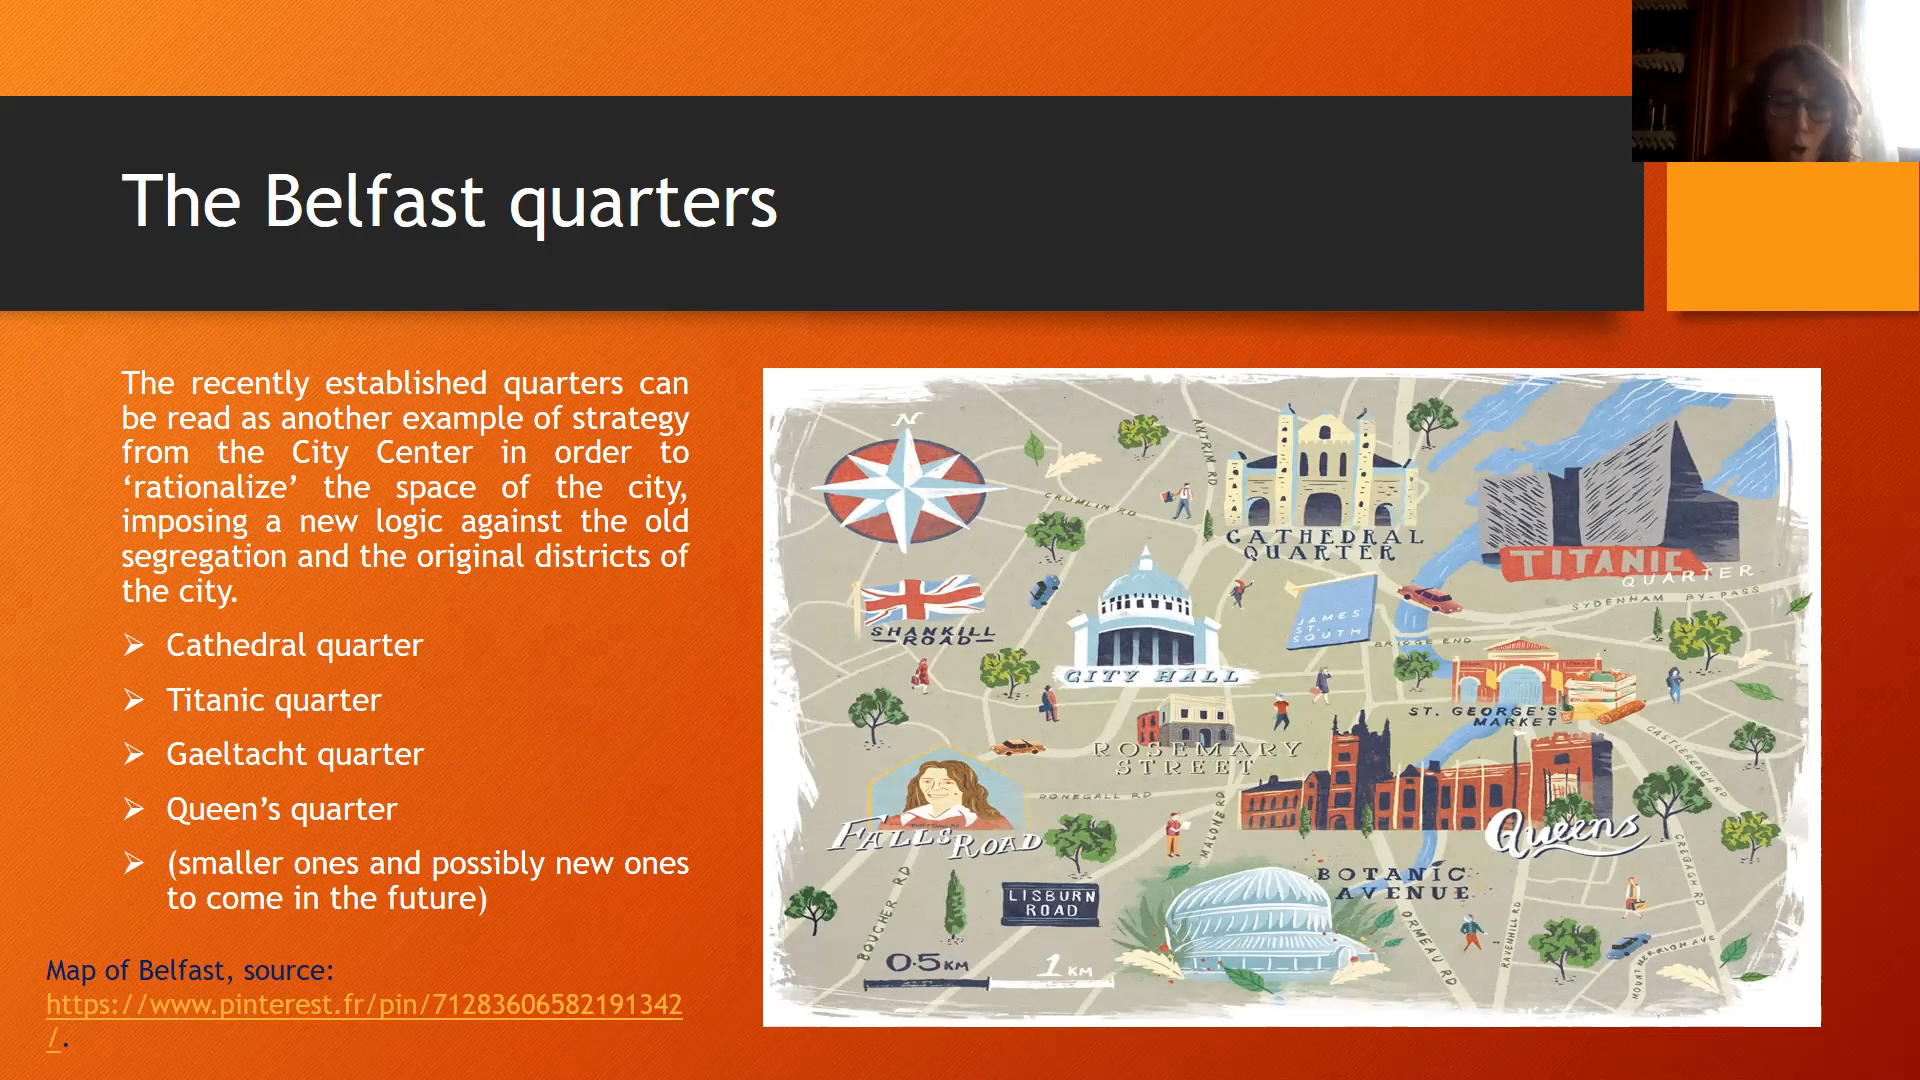 The Belfast quarters
The recently established quarters can
be read as another example of strategy
from the City Center in order to
‘rationalize’ the space of the city,
imposing a new logic against the old
segregation and the original districts of
the city.
Cathedral quarter
Titanic quarter
Gaeltacht quarter
Queen’s quarter
(smaller ones and possibly new ones
to come in the future)
Map of Belfast, source:
https://www.pinterest.fr/pin/71283606582191342
/.
N
ANTRIM RD
CRUMLIN RD
CATHEDRAL
QUARTER
TITANIC
QUARTER
SYDENHAM BY-PASS
SHANKILL
ROAD
JAMES
ST.
SOUTH
BRIDGE END
CITY HALL
ST. GEORGE'S
MARKET
ROSEMARY
STREET
CASTLEREAGH RD
DONEGALL RD
MALONE RD
FALLS ROAD
Queens
CREGAGH RD
BOTANIC
AVENUE
LISBURN
ROAD
BOUCHER RD
ORMEAU RD
RAVENHILL RD
MOUNT MERRION AVE
0.5 KM
1 KM